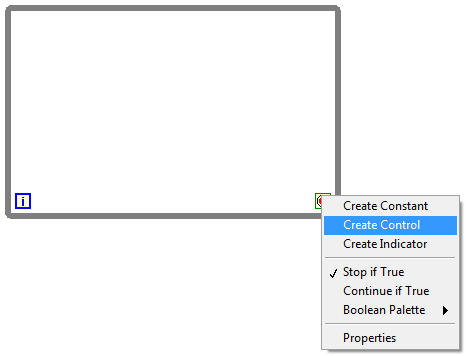 i
Create Constant
Create Control
Create Indicator
Stop if True
Continue if True
Boolean Palette
Properties